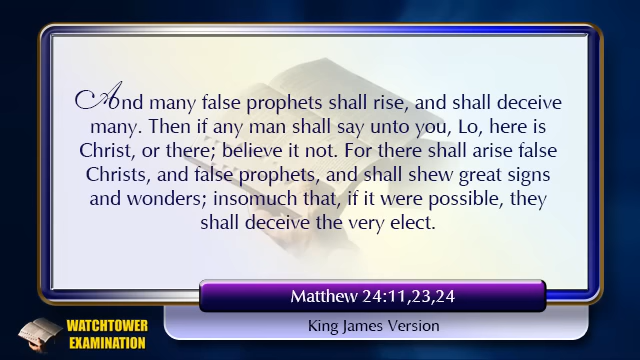 And many false prophets shall rise, and shall deceive
many. Then if any man shall say unto you, Lo, here is
Christ, or there; believe it not. For there shall arise false
Christs, and false prophets, and shall shew great signs
and wonders; insomuch that, if it were possible, they
shall deceive the very elect.
Matthew 24:11,23,24
King James Version
WATCHTOWER
EXAMINATION